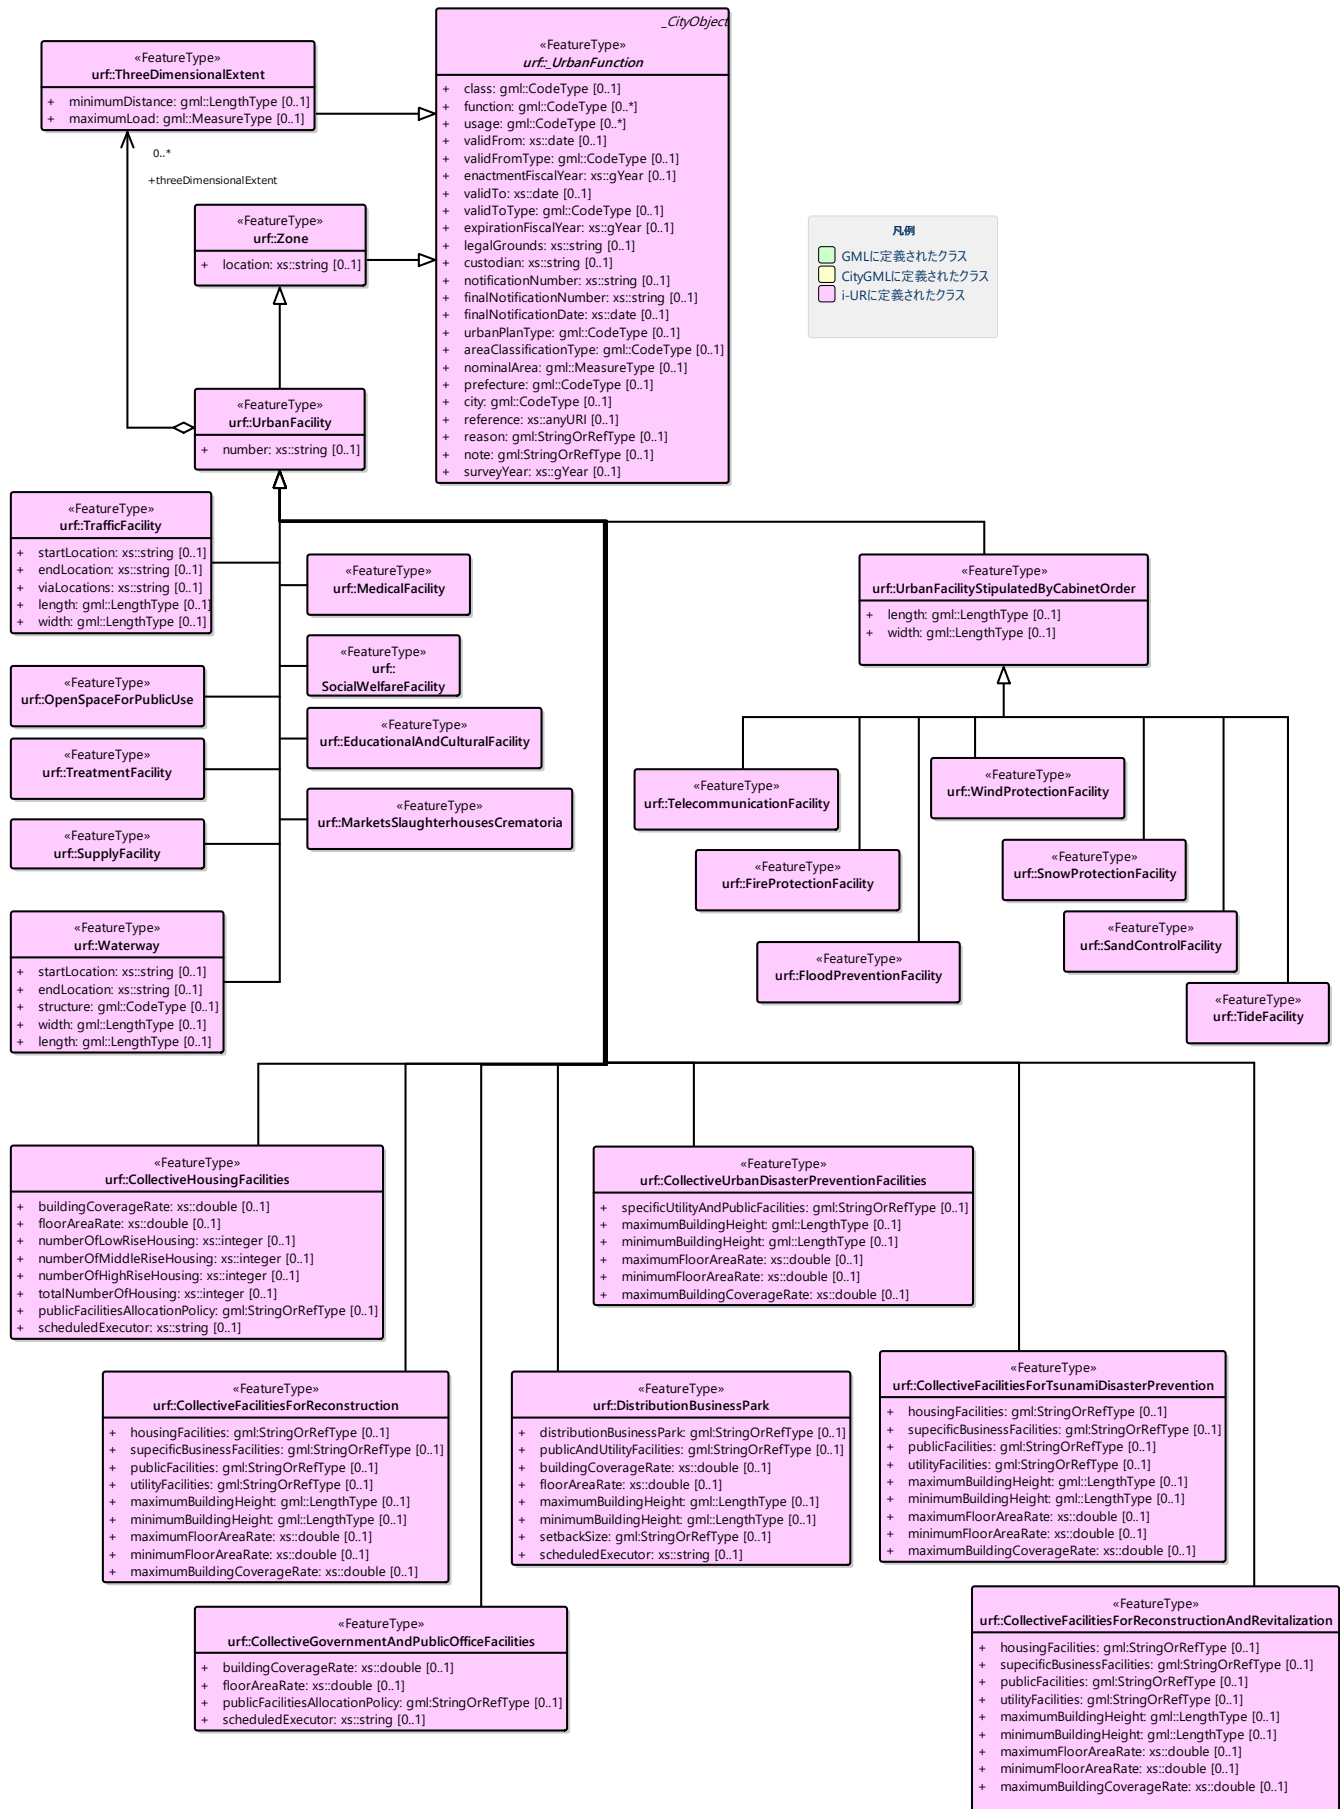 _CityObject
«FeatureType»
urf::_UrbanFunction
+ class: gml::CodeType [0..1]
+ function: gml::CodeType [0..*]
+ usage: gml::CodeType [0..*]
+ validFrom: xs::date [0..1]
+ validFromType: gml::CodeType [0..1]
+ enactmentFiscalYear: xs::gYear [0..1]
+ validTo: xs::date [0..1]
+ validToType: gml::CodeType [0..1]
+ expirationFiscalYear: xs::gYear [0..1]
+ legalGrounds: xs::string [0..1]
+ custodian: xs::string [0..1]
+ notificationNumber: xs::string [0..1]
+ finalNotificationNumber: xs::string [0..1]
+ finalNotificationDate: xs::date [0..1]
+ urbanPlanType: gml::CodeType [0..1]
+ areaClassificationType: gml::CodeType [0..1]
+ nominalArea: gml::MeasureType [0..1]
+ prefecture: gml::CodeType [0..1]
+ city: gml::CodeType [0..1]
+ reference: xs::anyURI [0..1]
+ reason: gml:StringOrRefType [0..1]
+ note: gml:StringOrRefType [0..1]
+ surveyYear: xs::gYear [0..1]
«FeatureType»
urf::ThreeDimensionalExtent
+ minimumDistance: gml::LengthType [0..1]
+ maximumLoad: gml::MeasureType [0..1]
0..*
+threeDimensionalExtent
«FeatureType»
urf::Zone
+ location: xs::string [0..1]
凡例
GMLに定義されたクラス
CityGMLに定義されたクラス
i-URに定義されたクラス
«FeatureType»
urf::UrbanFacility
+ number: xs::string [0..1]
«FeatureType»
urf::TrafficFacility
+ startLocation: xs::string [0..1]
+ endLocation: xs::string [0..1]
+ viaLocations: xs::string [0..1]
+ length: gml::LengthType [0..1]
+ width: gml::LengthType [0..1]
«FeatureType»
urf::MedicalFacility
«FeatureType»
urf::
SocialWelfareFacility
«FeatureType»
urf::OpenSpaceForPublicUse
«FeatureType»
urf::EducationalAndCulturalFacility
«FeatureType»
urf::TreatmentFacility
«FeatureType»
urf::MarketsSlaughterhousesCrematoria
«FeatureType»
urf::SupplyFacility
«FeatureType»
urf::Waterway
+ startLocation: xs::string [0..1]
+ endLocation: xs::string [0..1]
+ structure: gml::CodeType [0..1]
+ width: gml::LengthType [0..1]
+ length: gml::LengthType [0..1]
«FeatureType»
urf::UrbanFacilityStipulatedByCabinetOrder
+ length: gml::LengthType [0..1]
+ width: gml::LengthType [0..1]
«FeatureType»
urf::TelecommunicationFacility
«FeatureType»
urf::WindProtectionFacility
«FeatureType»
urf::FireProtectionFacility
«FeatureType»
urf::SnowProtectionFacility
«FeatureType»
urf::SandControlFacility
«FeatureType»
urf::FloodPreventionFacility
«FeatureType»
urf::TideFacility
«FeatureType»
urf::CollectiveHousingFacilities
+ buildingCoverageRate: xs::double [0..1]
+ floorAreaRate: xs::double [0..1]
+ numberOfLowRiseHousing: xs::integer [0..1]
+ numberOfMiddleRiseHousing: xs::integer [0..1]
+ numberOfHighRiseHousing: xs::integer [0..1]
+ totalNumberOfHousing: xs::integer [0..1]
+ publicFacilitiesAllocationPolicy: gml:StringOrRefType [0..1]
+ scheduledExecutor: xs::string [0..1]
«FeatureType»
urf::CollectiveUrbanDisasterPreventionFacilities
+ specificUtilityAndPublicFacilities: gml:StringOrRefType [0..1]
+ maximumBuildingHeight: gml::LengthType [0..1]
+ minimumBuildingHeight: gml::LengthType [0..1]
+ maximumFloorAreaRate: xs::double [0..1]
+ minimumFloorAreaRate: xs::double [0..1]
+ maximumBuildingCoverageRate: xs::double [0..1]
«FeatureType»
urf::CollectiveFacilitiesForReconstruction
+ housingFacilities: gml:StringOrRefType [0..1]
+ supecificBusinessFacilities: gml:StringOrRefType [0..1]
+ publicFacilities: gml:StringOrRefType [0..1]
+ utilityFacilities: gml:StringOrRefType [0..1]
+ maximumBuildingHeight: gml::LengthType [0..1]
+ minimumBuildingHeight: gml::LengthType [0..1]
+ maximumFloorAreaRate: xs::double [0..1]
+ minimumFloorAreaRate: xs::double [0..1]
+ maximumBuildingCoverageRate: xs::double [0..1]
«FeatureType»
urf::DistributionBusinessPark
+ distributionBusinessPark: gml:StringOrRefType [0..1]
+ publicAndUtilityFacilities: gml:StringOrRefType [0..1]
+ buildingCoverageRate: xs::double [0..1]
+ floorAreaRate: xs::double [0..1]
+ maximumBuildingHeight: gml::LengthType [0..1]
+ minimumBuildingHeight: gml::LengthType [0..1]
+ setbackSize: gml:StringOrRefType [0..1]
+ scheduledExecutor: xs::string [0..1]
«FeatureType»
urf::CollectiveFacilitiesForTsunamiDisasterPrevention
+ housingFacilities: gml:StringOrRefType [0..1]
+ supecificBusinessFacilities: gml:StringOrRefType [0..1]
+ publicFacilities: gml:StringOrRefType [0..1]
+ utilityFacilities: gml:StringOrRefType [0..1]
+ maximumBuildingHeight: gml::LengthType [0..1]
+ minimumBuildingHeight: gml::LengthType [0..1]
+ maximumFloorAreaRate: xs::double [0..1]
+ minimumFloorAreaRate: xs::double [0..1]
+ maximumBuildingCoverageRate: xs::double [0..1]
«FeatureType»
urf::CollectiveGovernmentAndPublicOfficeFacilities
+ buildingCoverageRate: xs::double [0..1]
+ floorAreaRate: xs::double [0..1]
+ publicFacilitiesAllocationPolicy: gml:StringOrRefType [0..1]
+ scheduledExecutor: xs::string [0..1]
«FeatureType»
urf::CollectiveFacilitiesForReconstructionAndRevitalization
+ housingFacilities: gml:StringOrRefType [0..1]
+ supecificBusinessFacilities: gml:StringOrRefType [0..1]
+ publicFacilities: gml:StringOrRefType [0..1]
+ utilityFacilities: gml:StringOrRefType [0..1]
+ maximumBuildingHeight: gml::LengthType [0..1]
+ minimumBuildingHeight: gml::LengthType [0..1]
+ maximumFloorAreaRate: xs::double [0..1]
+ minimumFloorAreaRate: xs::double [0..1]
+ maximumBuildingCoverageRate: xs::double [0..1]